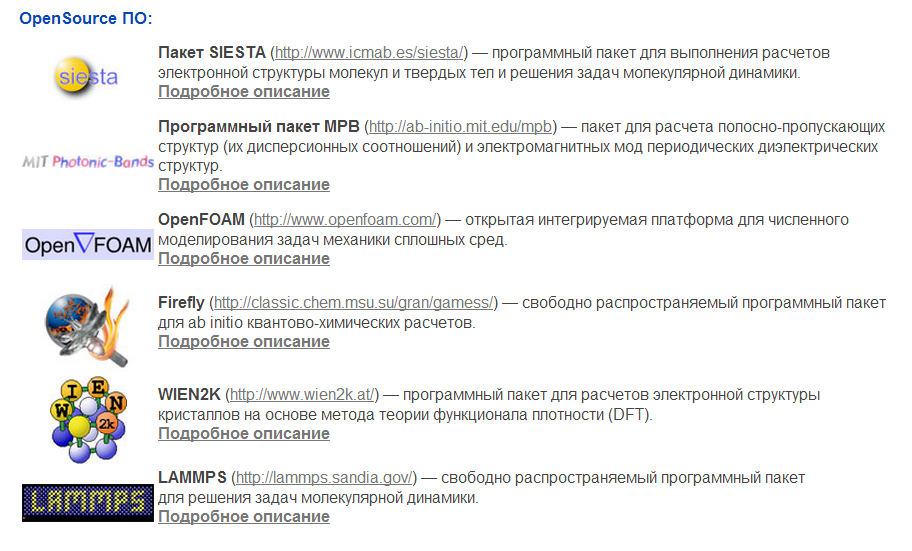 OpenSource ПО:
siesta
Пакет SIESTA (http://www.icmab.es/siesta/) — программный пакет для выполнения расчетов
электронной структуры молекул и твердых тел и решения задач молекулярной динамики.
Подробное описание
MIT Photonic-Bands
Программный пакет MPB (http://ab-initio.mit.edu/mpb) — пакет для расчета полосно-пропускающих
структур (их дисперсионных соотношений) и электромагнитных мод периодических диэлектрических
структур.
Подробное описание
Open▽FOAM
OpenFOAM (http://www.openfoam.com/) — открытая интегрируемая платформа для численного
моделирования задач механики сплошных сред.
Подробное описание
Firefly (http://classic.chem.msu.su/gran/gamess/) — свободно распространяемый программный пакет
для ab initio квантово-химических расчетов.
Подробное описание
WIEN 2k
WIEN2K (http://www.wien2k.at/) — программный пакет для расчетов электронной структуры
кристаллов на основе метода теории функционала плотности (DFT).
Подробное описание
LAMMPS
LAMMPS (http://lammps.sandia.gov/) — свободно распространяемый программный пакет
для решения задач молекулярной динамики.
Подробное описание